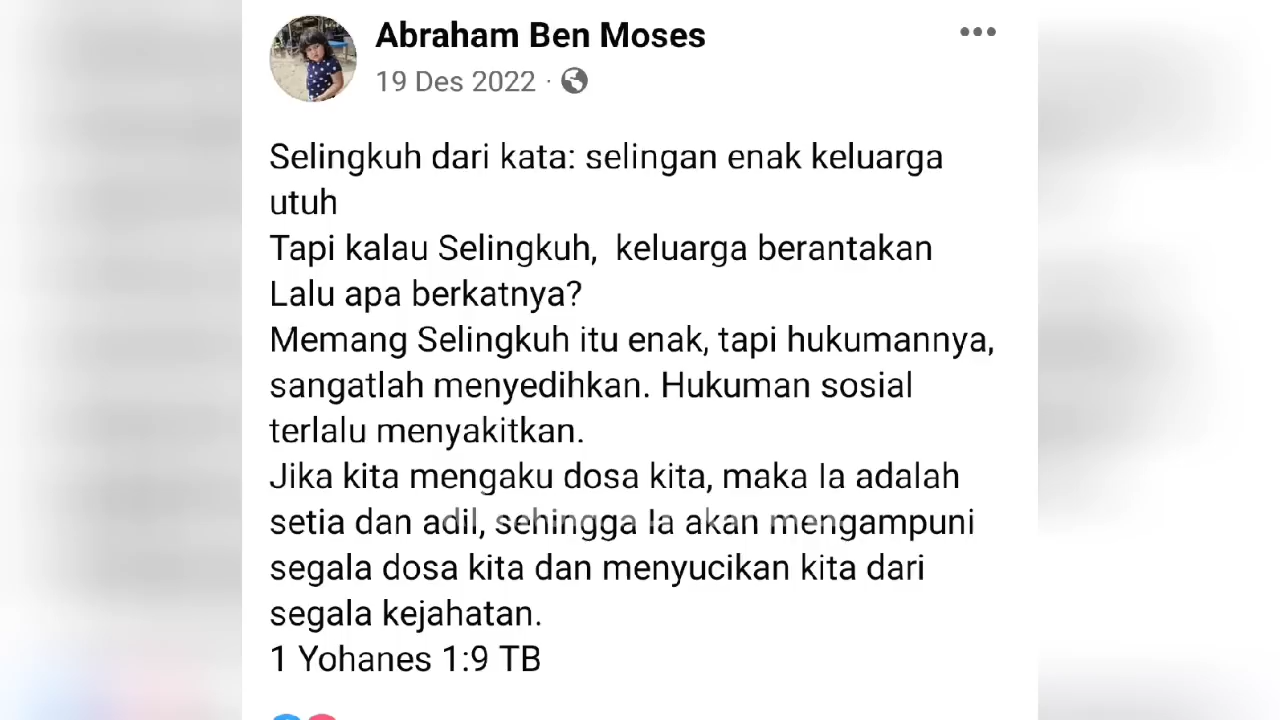 Abraham Ben Moses
19 Des 2022 ·
Selingkuh dari kata: selingan enak keluarga
utuh
Tapi kalau Selingkuh,  keluarga berantakan
Lalu apa berkatnya?
Memang Selingkuh itu enak, tapi hukumannya,
sangatlah menyedihkan. Hukuman sosial
terlalu menyakitkan.
Jika kita mengaku dosa kita, maka Ia adalah
setia dan adil, sehingga Ia akan mengampuni
segala dosa kita dan menyucikan kita dari
segala kejahatan.
1 Yohanes 1:9 TB